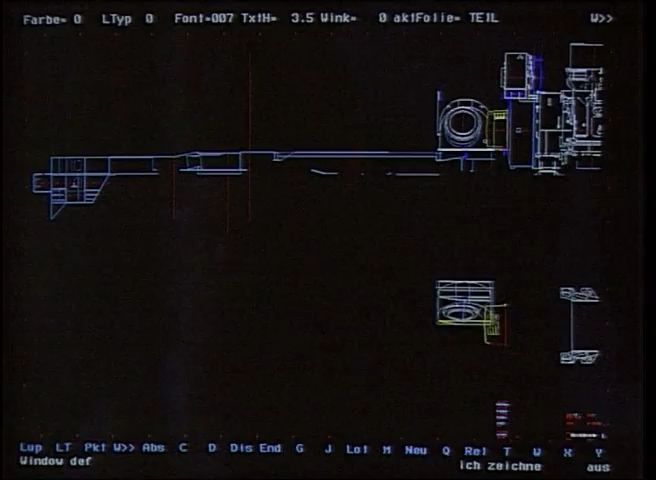 Farbe= 0 LTyp 0 Font=007 TxtH= 3.5 Wink= 0 aktFolie= TEIL W>>
Lup LT Pkt W>> Abs C D Dis End G J Lot M Neu Q Rel T W X Y
Window def ich zeichne aus